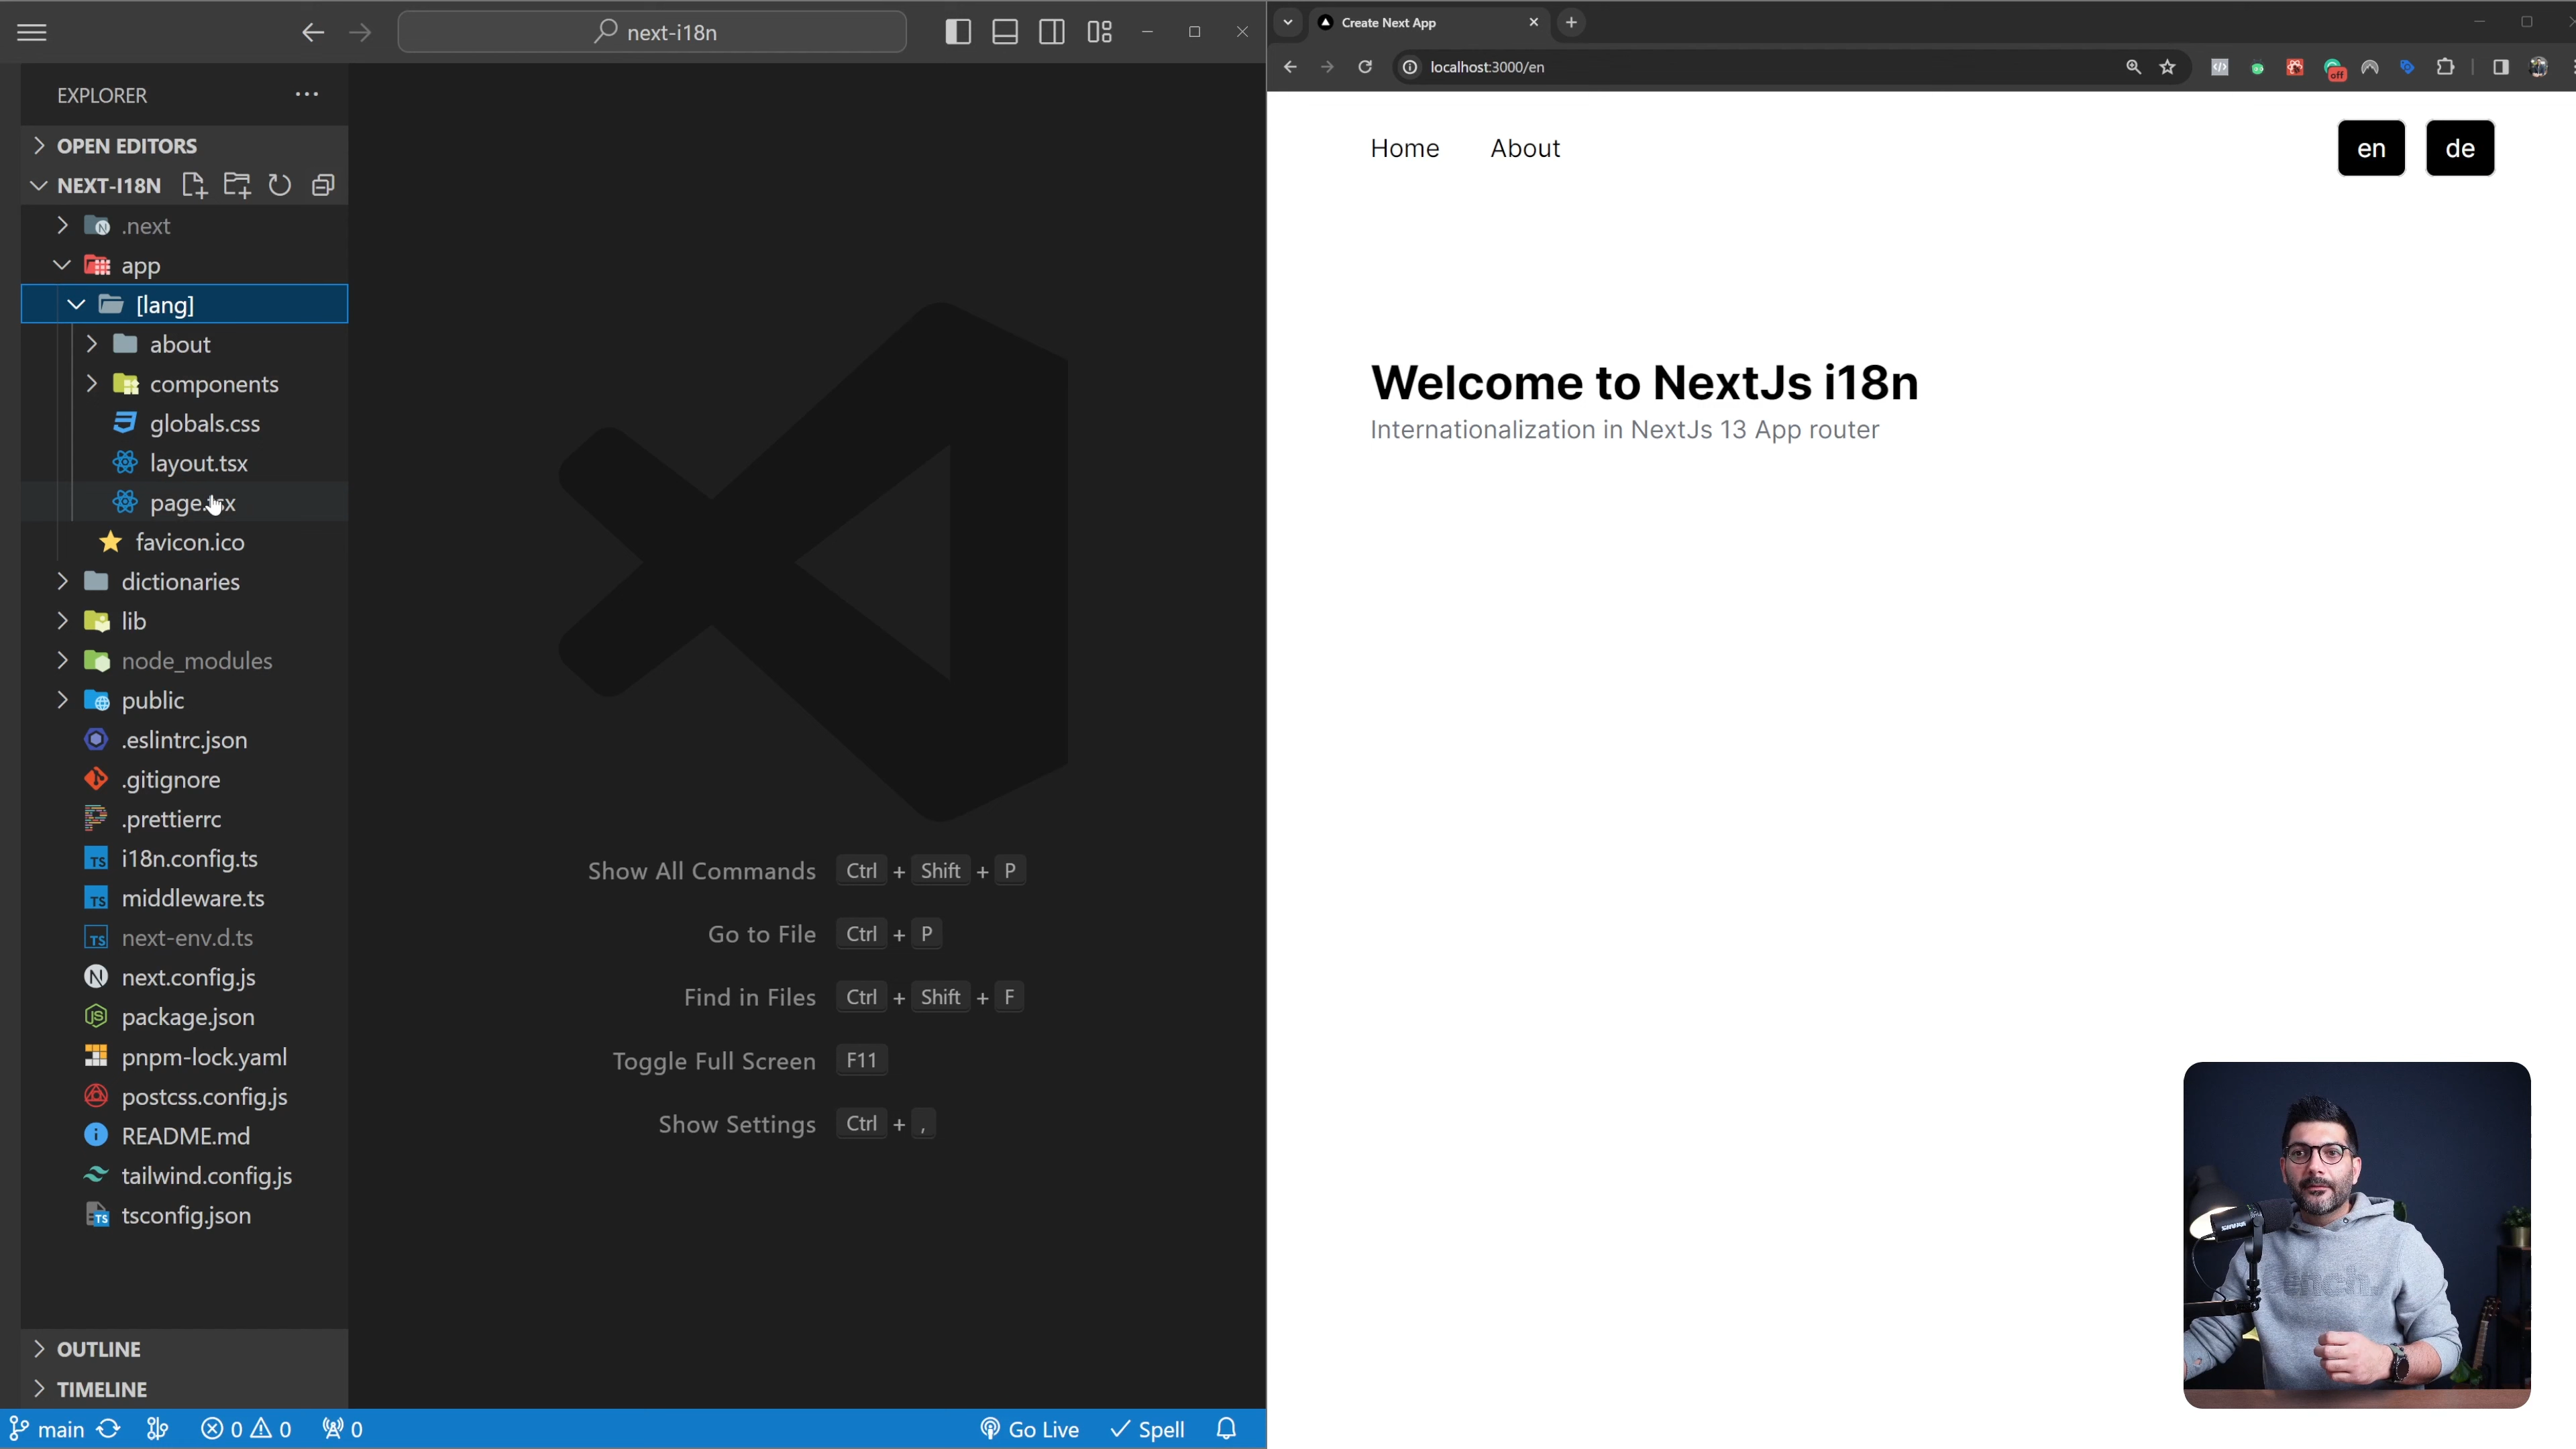 next-i18n
EXPLORER
OPEN EDITORS
NEXT-I18N
.next
app
[lang]
about
components
globals.css
layout.tsx
favicon.ico
dictionaries
lib
node_modules
public
.eslintrc.json
.gitignore
.prettierrc
i18n.config.ts
middleware.ts
next-env.d.ts
next.config.js
package.json
pnpm-lock.yaml
postcss.config.js
README.md
tailwind.config.js
tsconfig.json
OUTLINE
TIMELINE
main
0 0
0
Go Live
Spell
Show All Commands Ctrl + Shift + P
Go to File Ctrl + P
Find in Files Ctrl + Shift + F
Toggle Full Screen F11
Show Settings Ctrl + ,
Create Next App
localhost:3000/en
off
Home About
en de
Welcome to NextJs i18n
Internationalization in NextJs 13 App router
SHURE